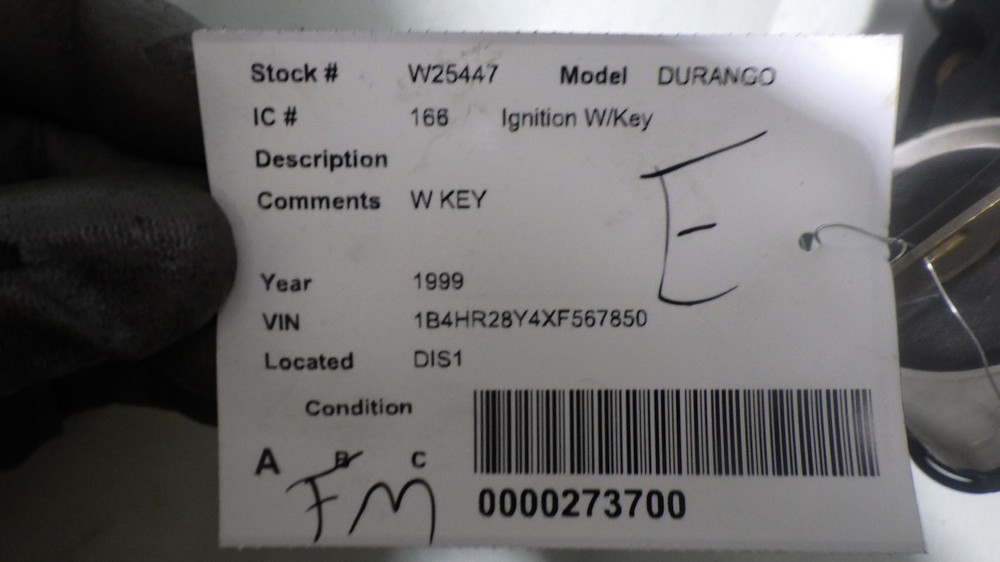 Stock # W25447 Model DURANGO
IC # 166 Ignition W/Key
Description
Comments W KEY
E
Year 1999
VIN 1B4HR28Y4XF567850
Located DIS1
Condition
A B C
FM
0000273700